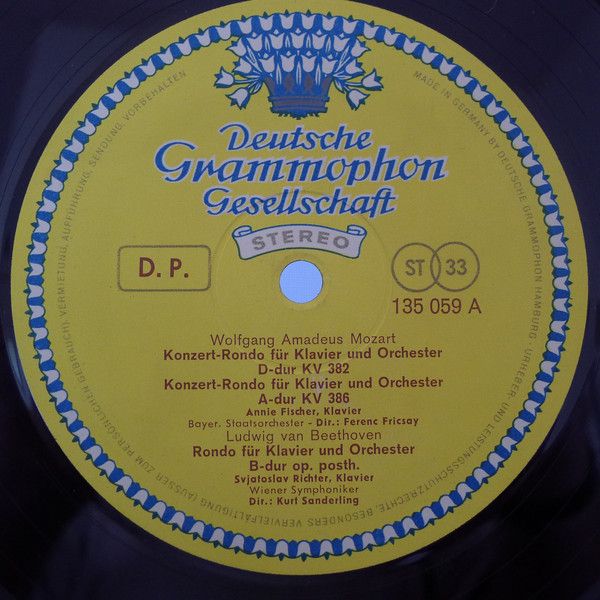 Deutsche
Grammophon
Gesellschaft
STEREO
D. P.
ST 33
135 059 A
Wolfgang Amadeus Mozart
Konzert-Rondo für Klavier und Orchester
D-dur KV 382
Konzert-Rondo für Klavier und Orchester
A-dur KV 386
Annie Fischer, Klavier
Bayer. Staatsorchester - Dir.: Ferenc Fricsay
Ludwig van Beethoven
Rondo für Klavier und Orchester
B-dur op. posth.
Svjatoslav Richter, Klavier
Wiener Symphoniker
Dir.: Kurt Sanderling
MADE IN GERMANY BY DEUTSCHE GRAMMOPHON HAMBURG · URHEBER- UND LEISTUNGSSCHUTZRECHTE, BESONDERS VERVIELFÄLTIGUNG (AUSSER ZUM PERSÖNLICHEN GEBRAUCH), VERMIETUNG, AUFFÜHRUNG, SENDUNG, VORBEHALTEN